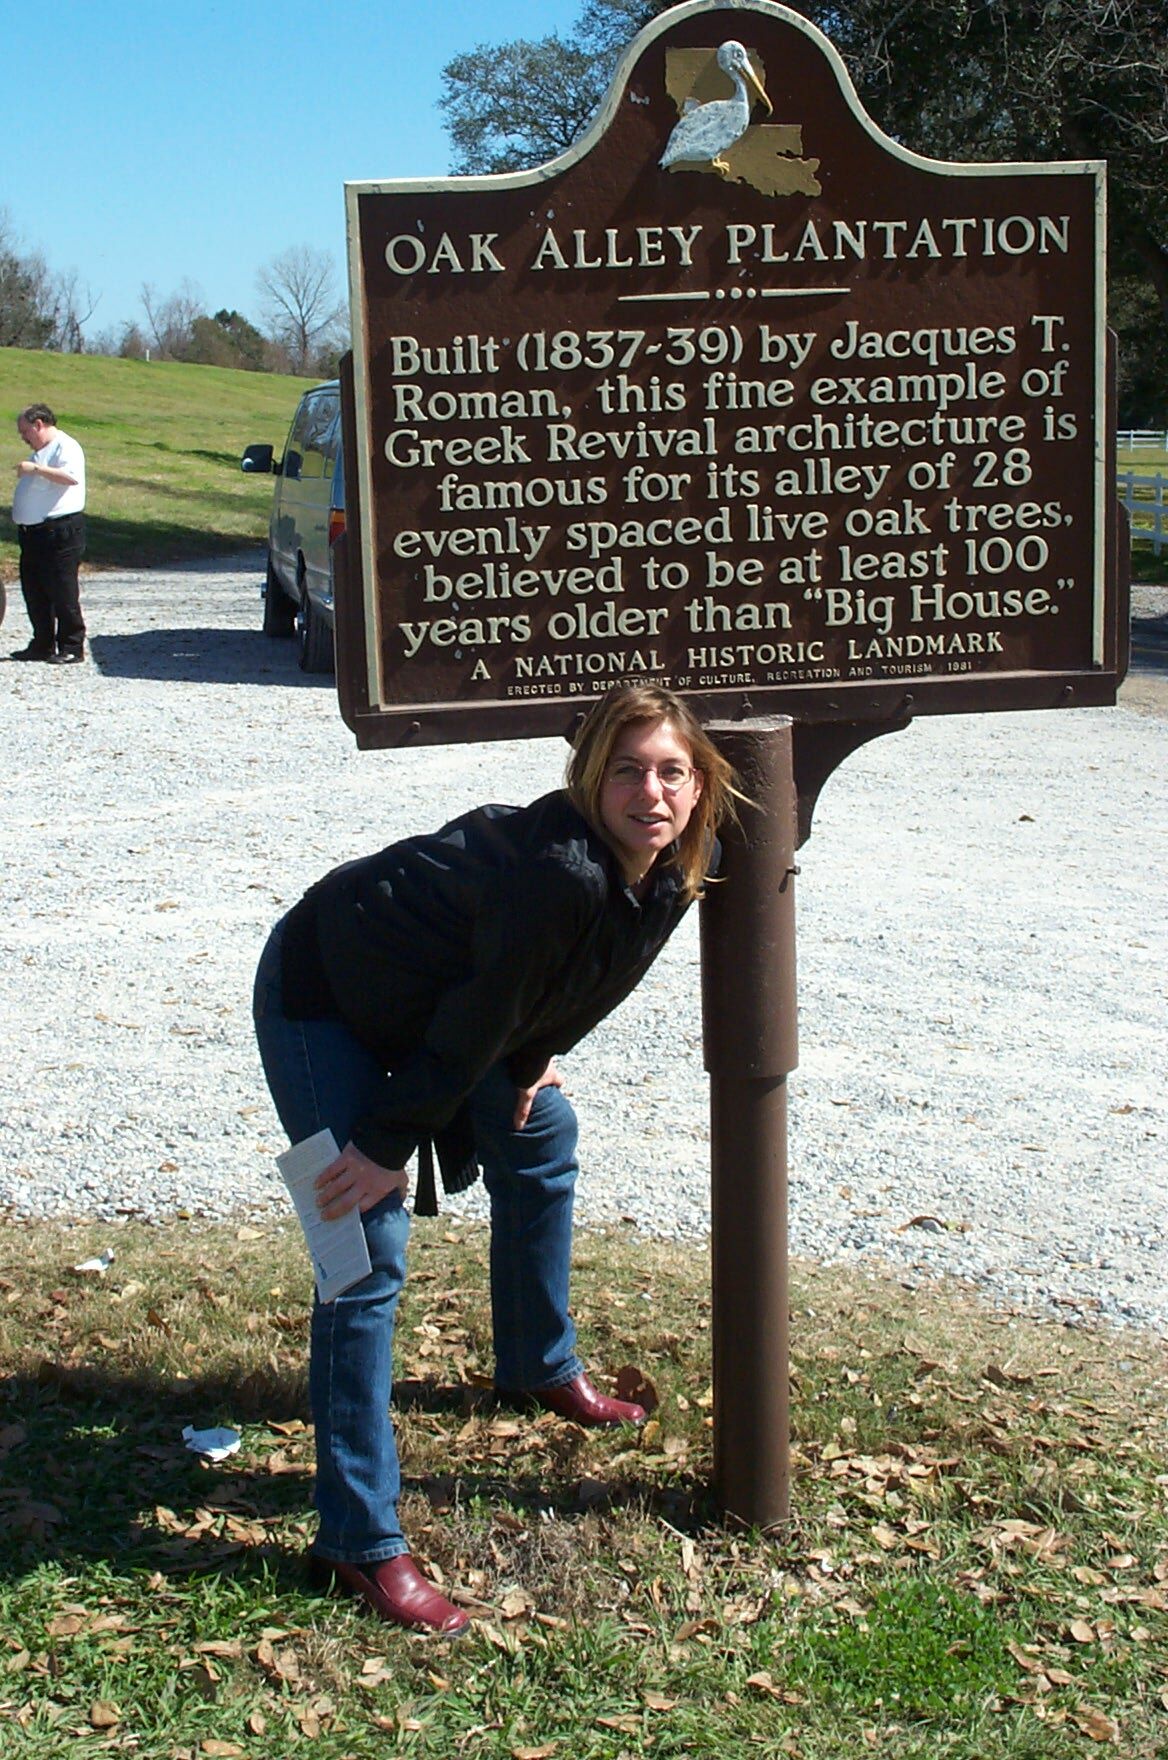 OAK ALLEY PLANTATION
Built (1837-39) by Jacques T.
Roman, this fine example of
Greek Revival architecture is
famous for its alley of 28
evenly spaced live oak trees,
believed to be at least 100
years older than "Big House."
A NATIONAL HISTORIC LANDMARK
ERECTED BY DEPARTMENT OF CULTURE, RECREATION AND TOURISM 1981